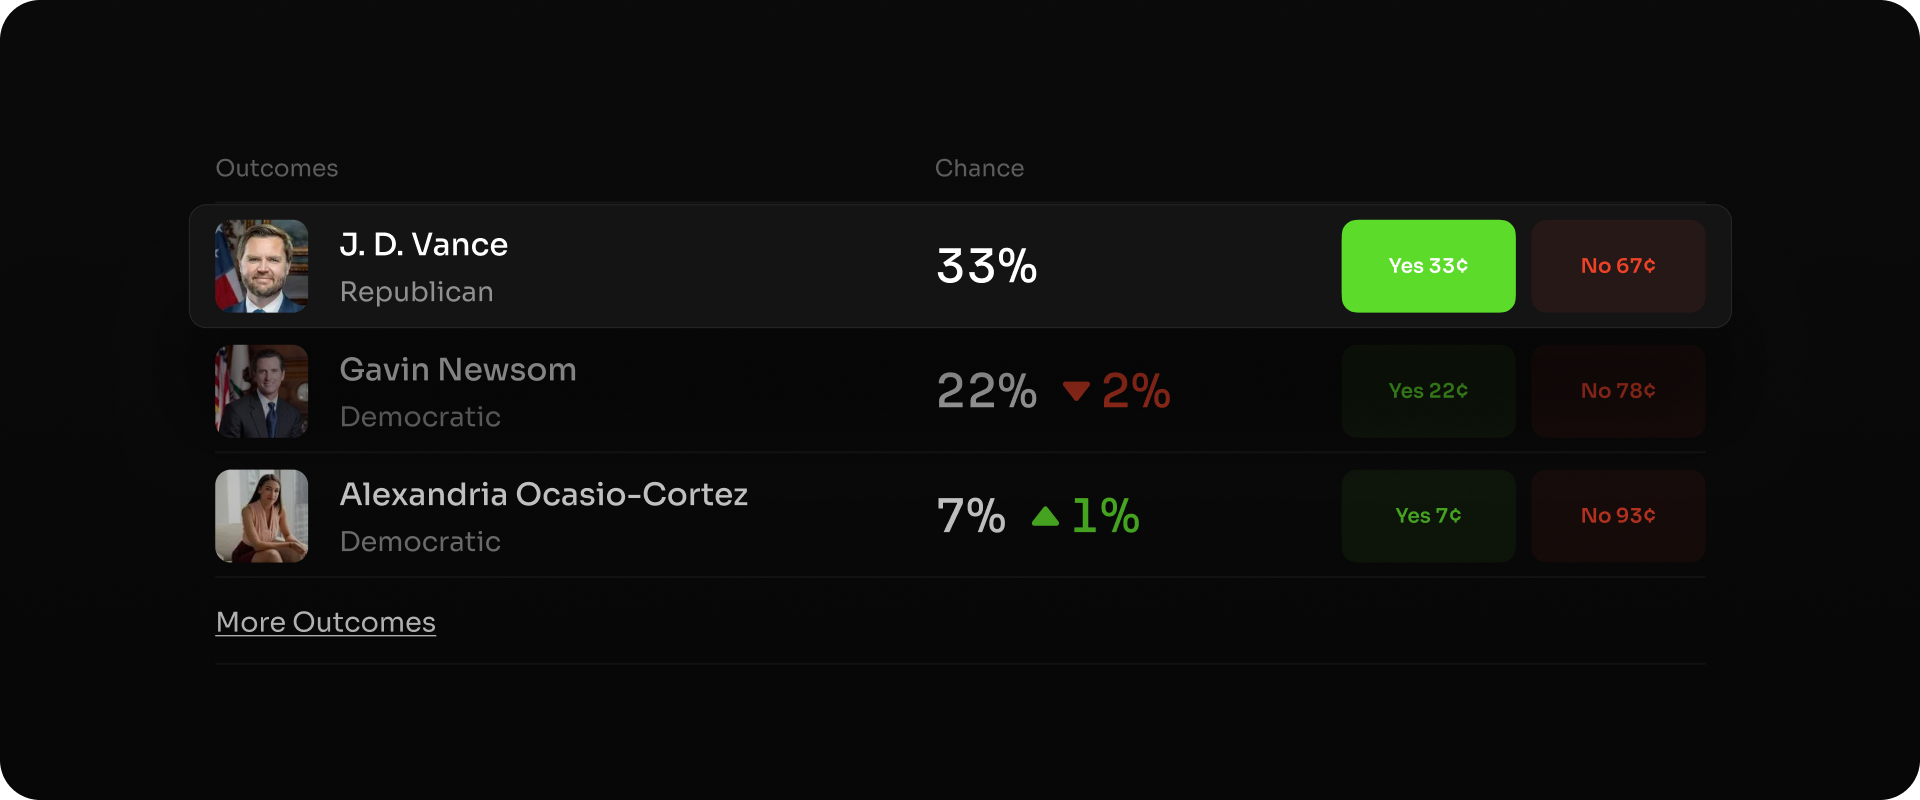 Outcomes Chance
J. D. Vance
Republican
33%
Yes 33¢
No 67¢
Gavin Newsom
Democratic
22% ▼ 2%
Yes 22¢
No 78¢
Alexandria Ocasio-Cortez
Democratic
7% ▲ 1%
Yes 7¢
No 93¢
More Outcomes